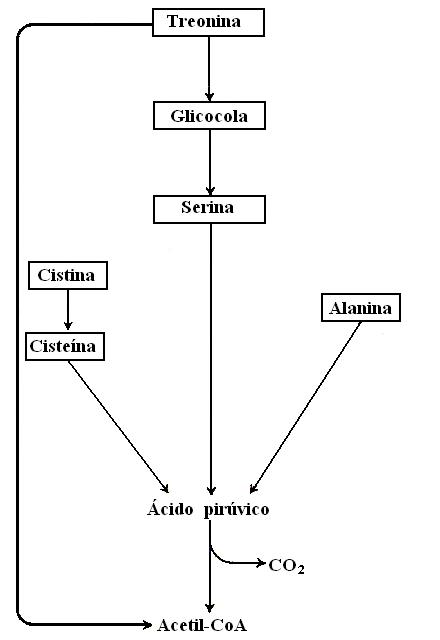 Treonina
Glicocola
Serina
Cistina
Alanina
Cisteína
Ácido pirúvico
CO₂
Acetil-CoA